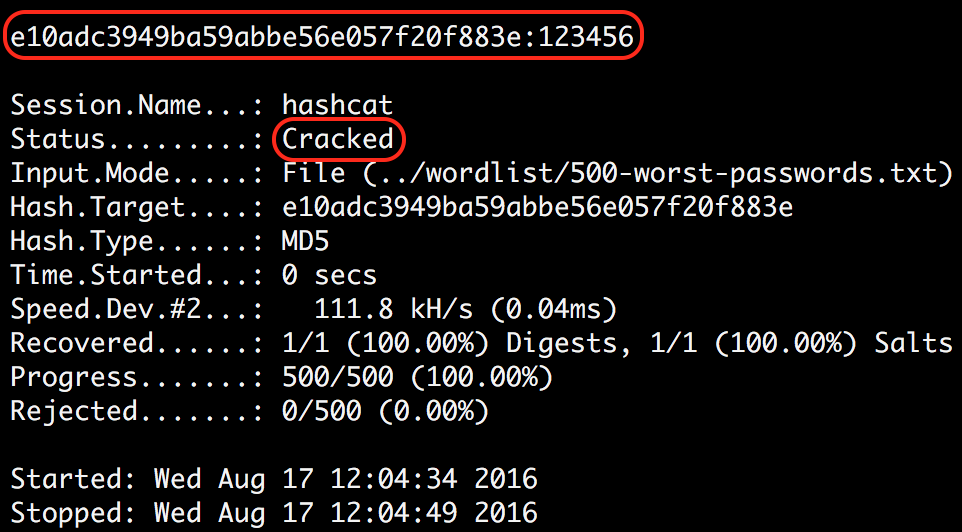 e10adc3949ba59abbe56e057f20f883e:123456
Session.Name...: hashcat
Status.........: Cracked
Input.Mode.....: File (../wordlist/500-worst-passwords.txt)
Hash.Target....: e10adc3949ba59abbe56e057f20f883e
Hash.Type......: MD5
Time.Started...: 0 secs
Speed.Dev.#2...:   111.8 kH/s (0.04ms)
Recovered......: 1/1 (100.00%) Digests, 1/1 (100.00%) Salts
Progress.......: 500/500 (100.00%)
Rejected.......: 0/500 (0.00%)
Started: Wed Aug 17 12:04:34 2016
Stopped: Wed Aug 17 12:04:49 2016